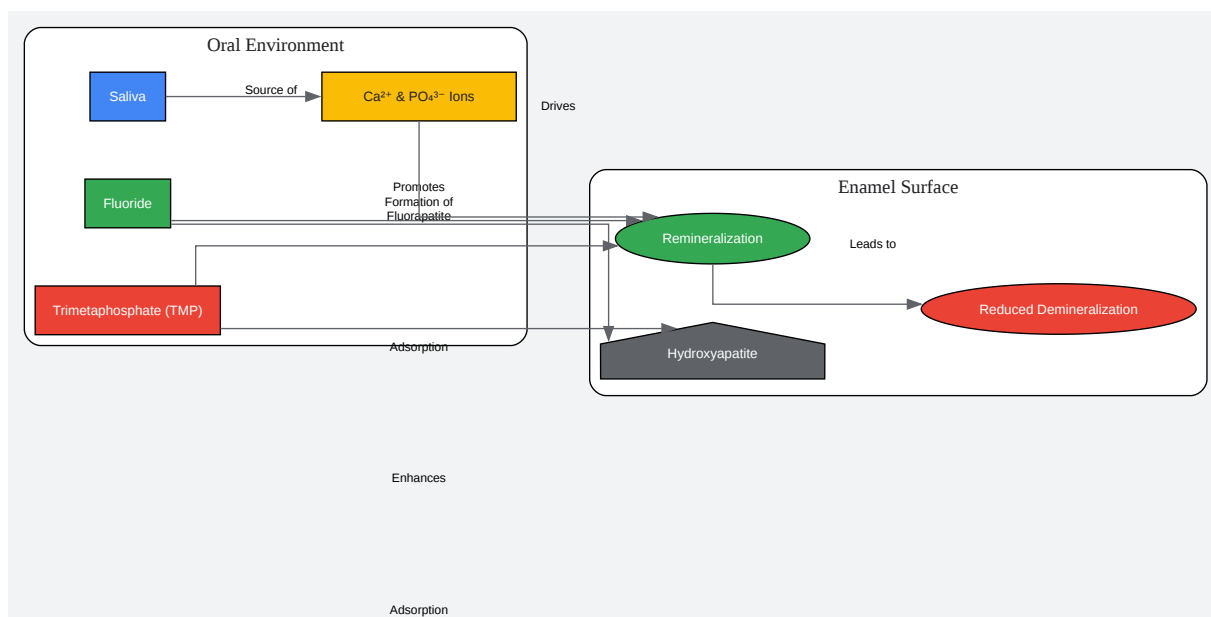 Oral Environment
Saliva
Source of
Ca²⁺ & PO₄³⁻ Ions
Drives
Enamel Surface
Fluoride
Promotes
Formation of
Fluorapatite
Remineralization
Leads to
Trimetaphosphate (TMP)
Reduced Demineralization
Adsorption
Hydroxyapatite
Enhances
Adsorption